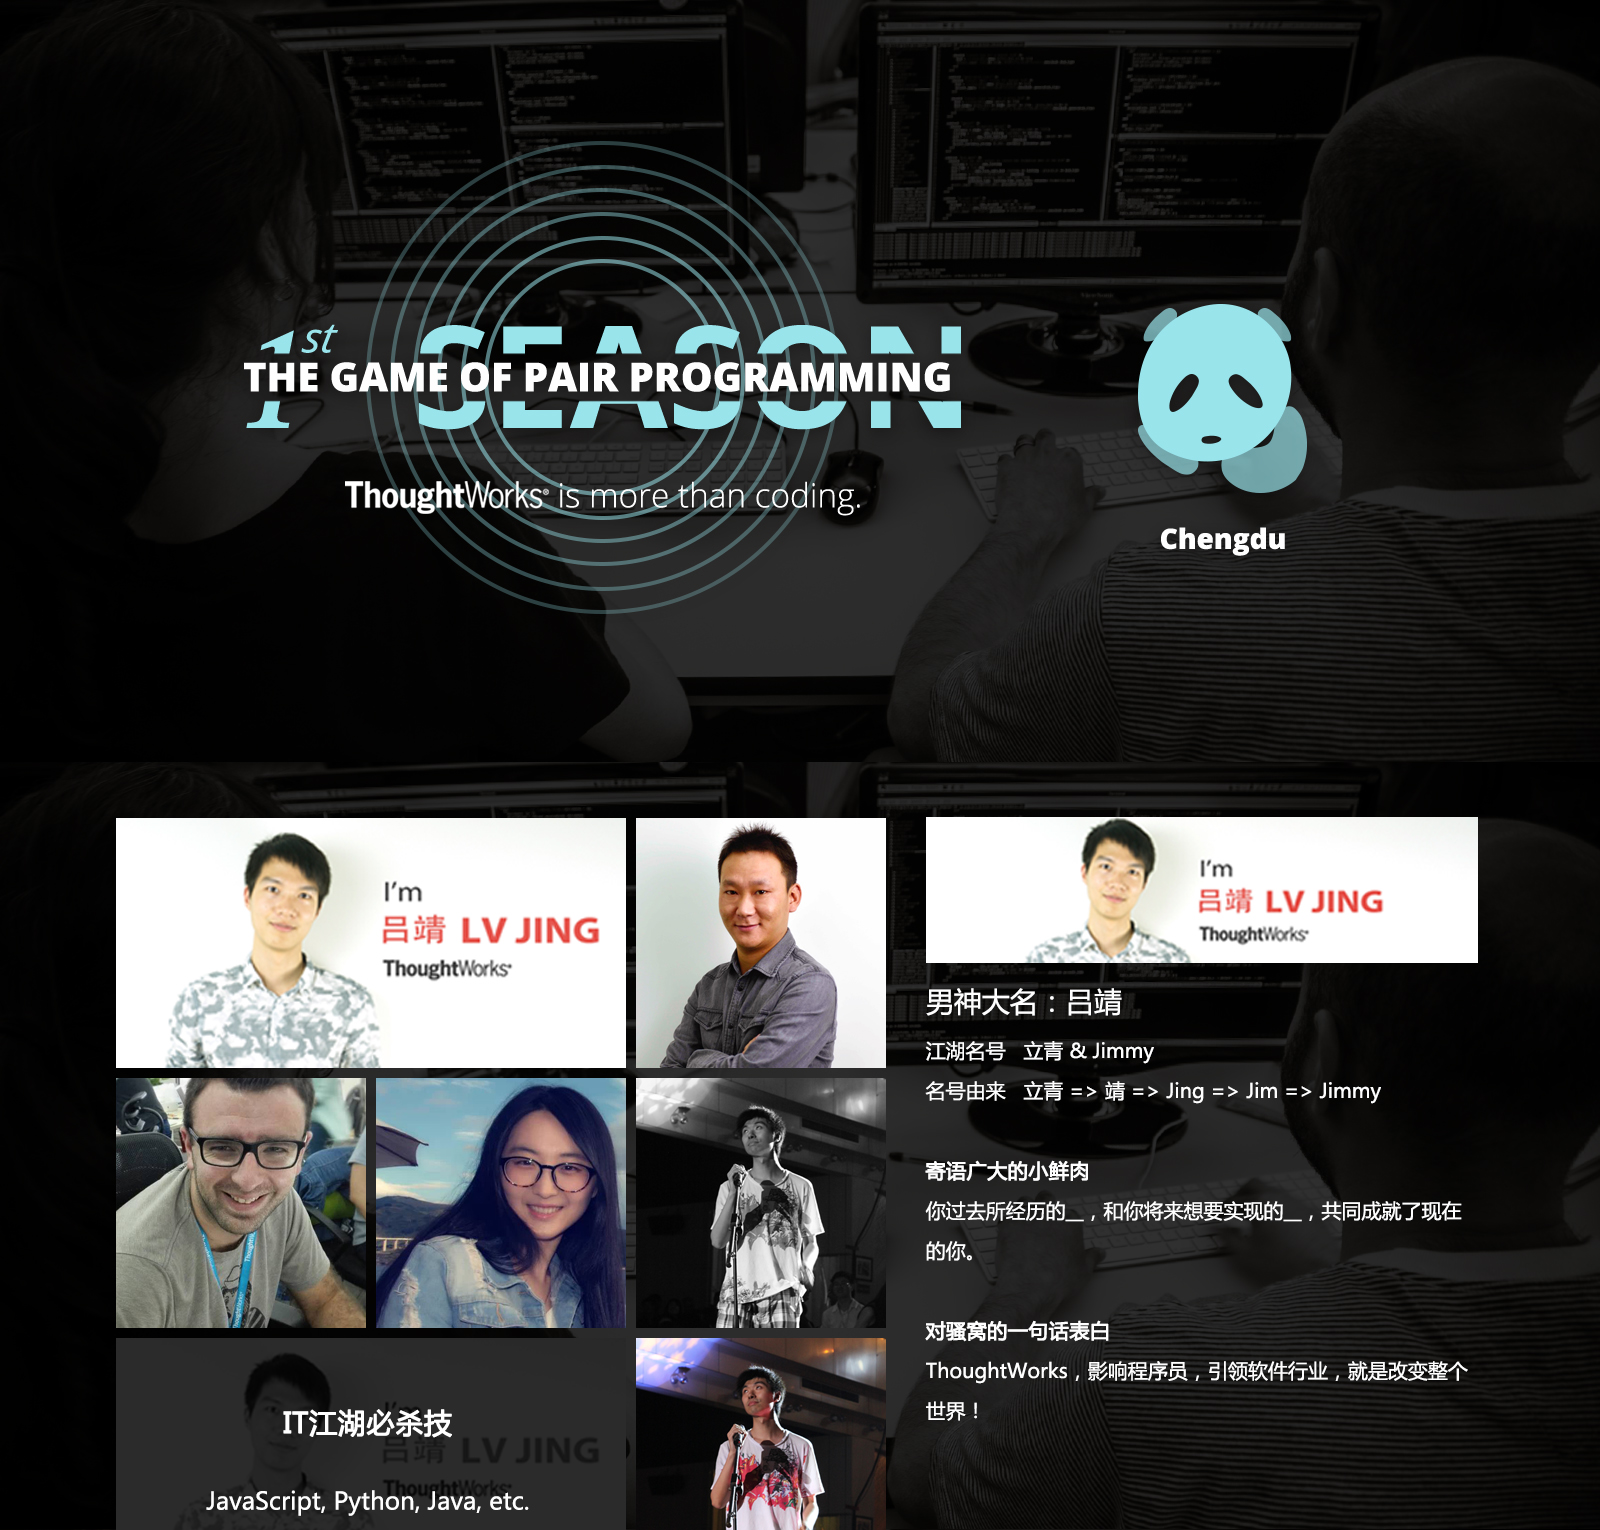 1st SEASON
THE GAME OF PAIR PROGRAMMING
ThoughtWorks® is more than coding.
Chengdu
I'm
吕靖 LV JING
ThoughtWorks®
I'm
吕靖 LV JING
ThoughtWorks®
男神大名：吕靖
江湖名号 立青 & Jimmy
名号由来 立青 => 靖 => Jing => Jim => Jimmy
寄语广大的小鲜肉
你过去所经历的__，和你将来想要实现的__，共同成就了现在
的你。
对骚窝的一句话表白
ThoughtWorks，影响程序员，引领软件行业，就是改变整个
世界！
IT江湖必杀技
吕靖 LV JING
ThoughtWorks®
JavaScript, Python, Java, etc.